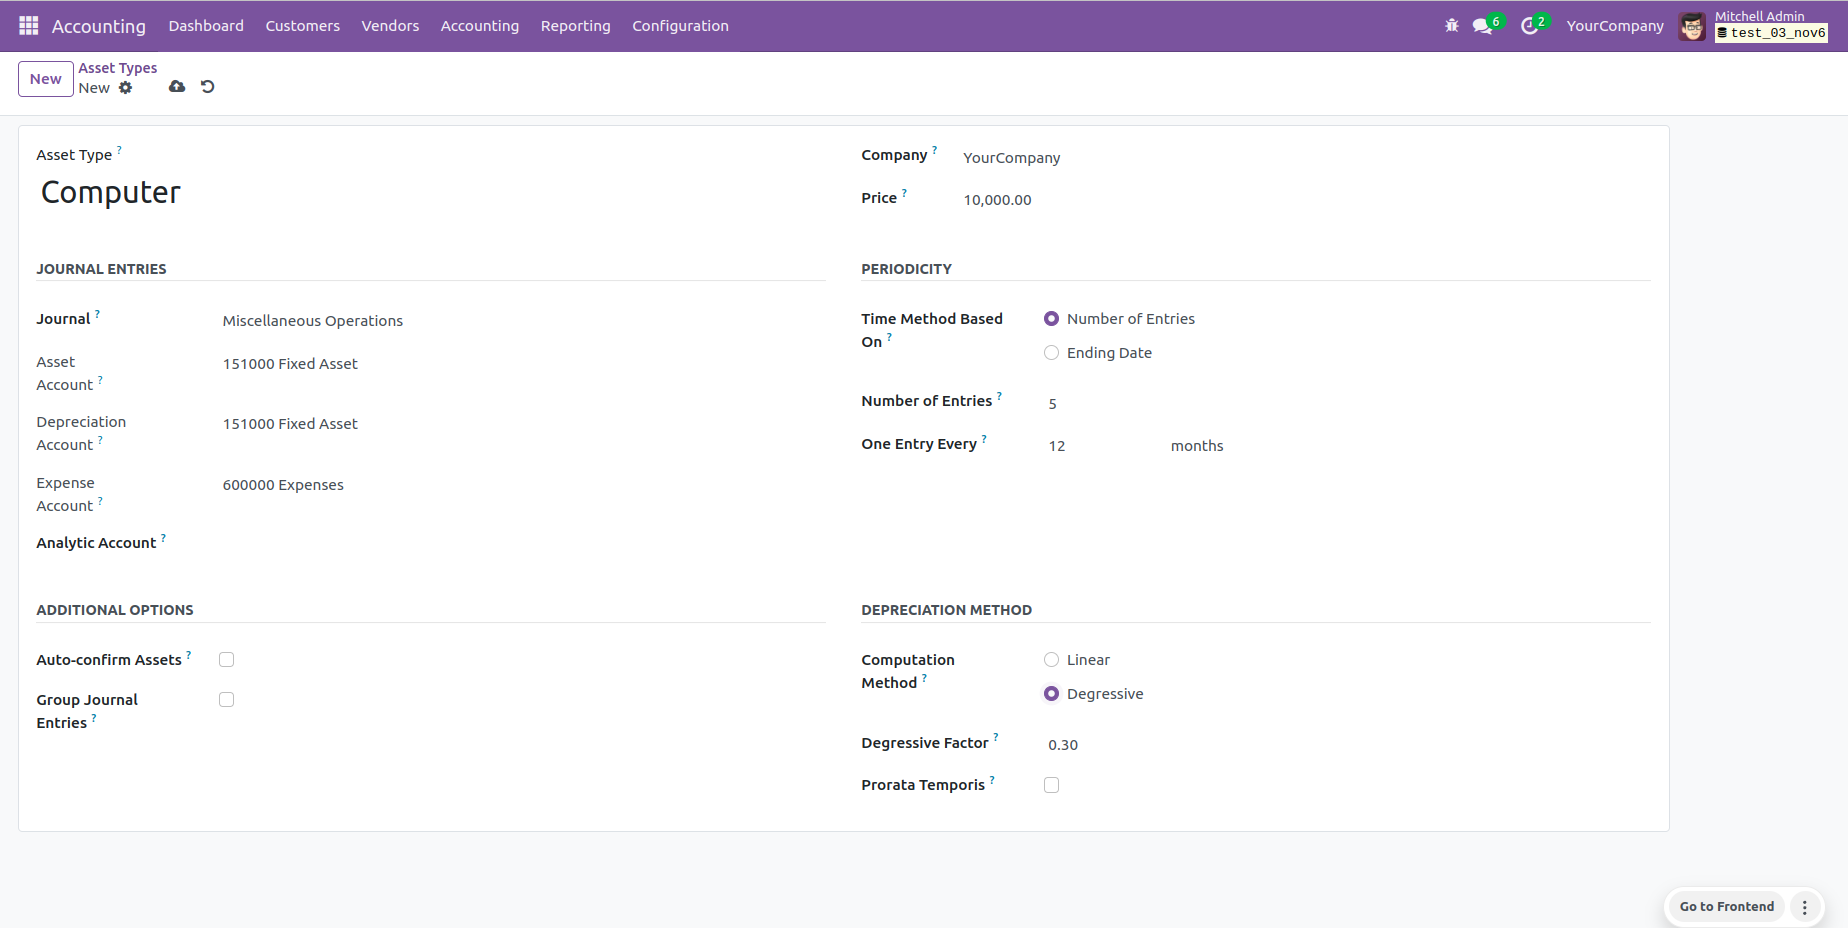 Accounting Dashboard Customers Vendors Accounting Reporting Configuration 6 2 YourCompany Mitchell Admin
test_03_nov6
New Asset Types
New
Asset Type ?
Computer
Company ? YourCompany
Price ? 10,000.00
JOURNAL ENTRIES
Journal ? Miscellaneous Operations
Asset
Account ? 151000 Fixed Asset
Depreciation
Account ? 151000 Fixed Asset
Expense
Account ? 600000 Expenses
Analytic Account ?
PERIODICITY
Time Method Based
On ?
Number of Entries
Ending Date
Number of Entries ? 5
One Entry Every ? 12 months
ADDITIONAL OPTIONS
Auto-confirm Assets ?
Group Journal
Entries ?
DEPRECIATION METHOD
Computation
Method ?
Linear
Degressive
Degressive Factor ? 0.30
Prorata Temporis ?
Go to Frontend